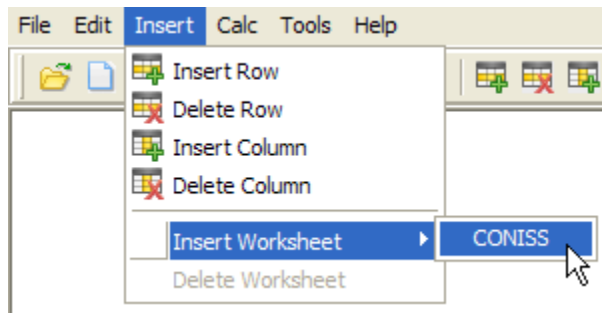 File Edit Insert Calc Tools Help
Insert Row
Delete Row
Insert Column
Delete Column
Insert Worksheet CONISS
Delete Worksheet